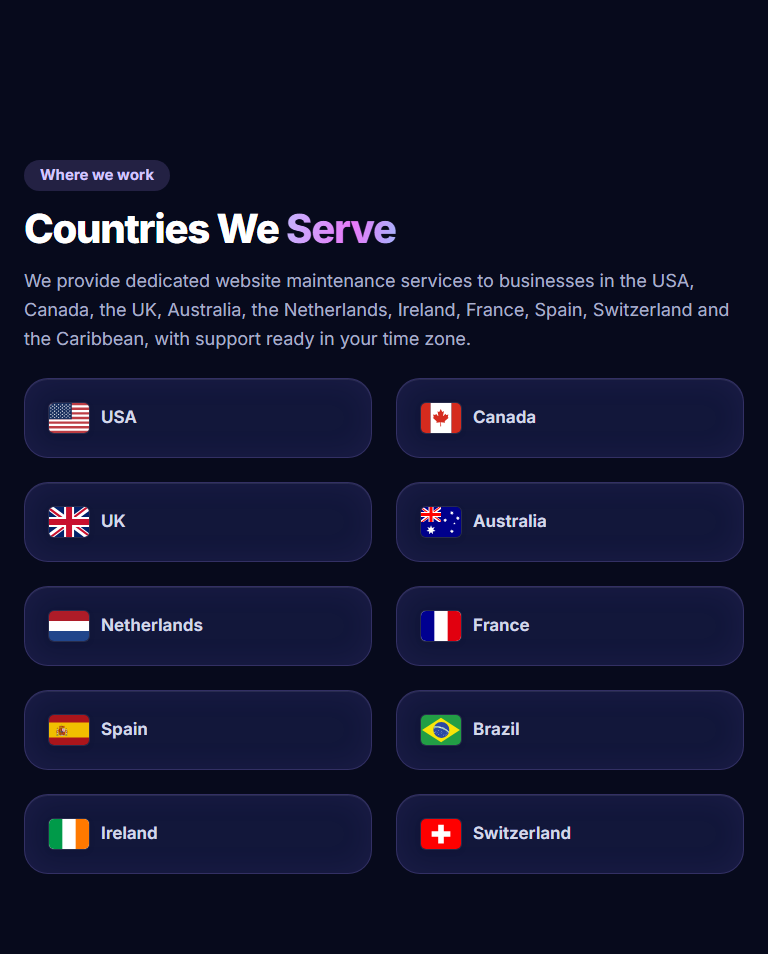 Where we work
Countries We Serve
We provide dedicated website maintenance services to businesses in the USA,
Canada, the UK, Australia, the Netherlands, Ireland, France, Spain, Switzerland and
the Caribbean, with support ready in your time zone.
USA
Canada
UK
Australia
Netherlands
France
Spain
Brazil
Ireland
Switzerland